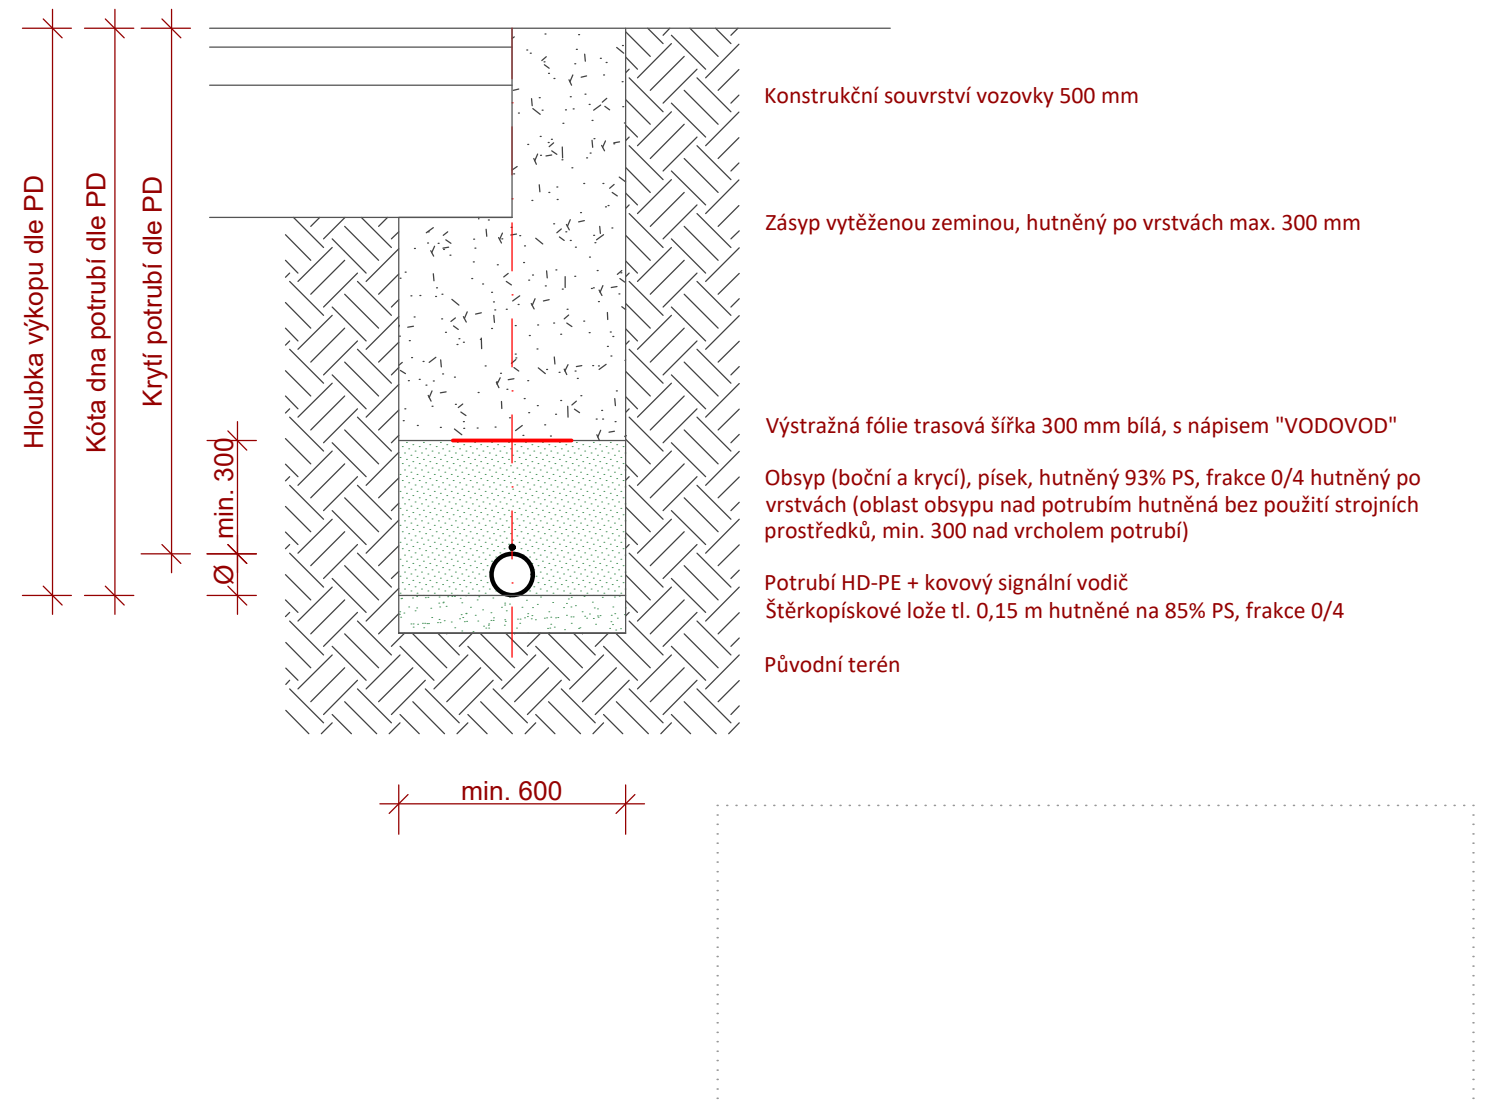 Konstrukční souvrství vozovky 500 mm
Zásyp vytěženou zeminou, hutněný po vrstvách max. 300 mm
Hloubka výkopu dle PD
Kóta dna potrubí dle PD
Krytí potrubí dle PD
min. 300
Ø
Výstražná fólie trasová šířka 300 mm bílá, s nápisem "VODOVOD"
Obsyp (boční a krycí), písek, hutněný 93% PS, frakce 0/4 hutněný po
vrstvách (oblast obsypu nad potrubím hutněná bez použití strojních
prostředků, min. 300 nad vrcholem potrubí)
Potrubí HD-PE + kovový signální vodič
Štěrkopískové lože tl. 0,15 m hutněné na 85% PS, frakce 0/4
Původní terén
min. 600